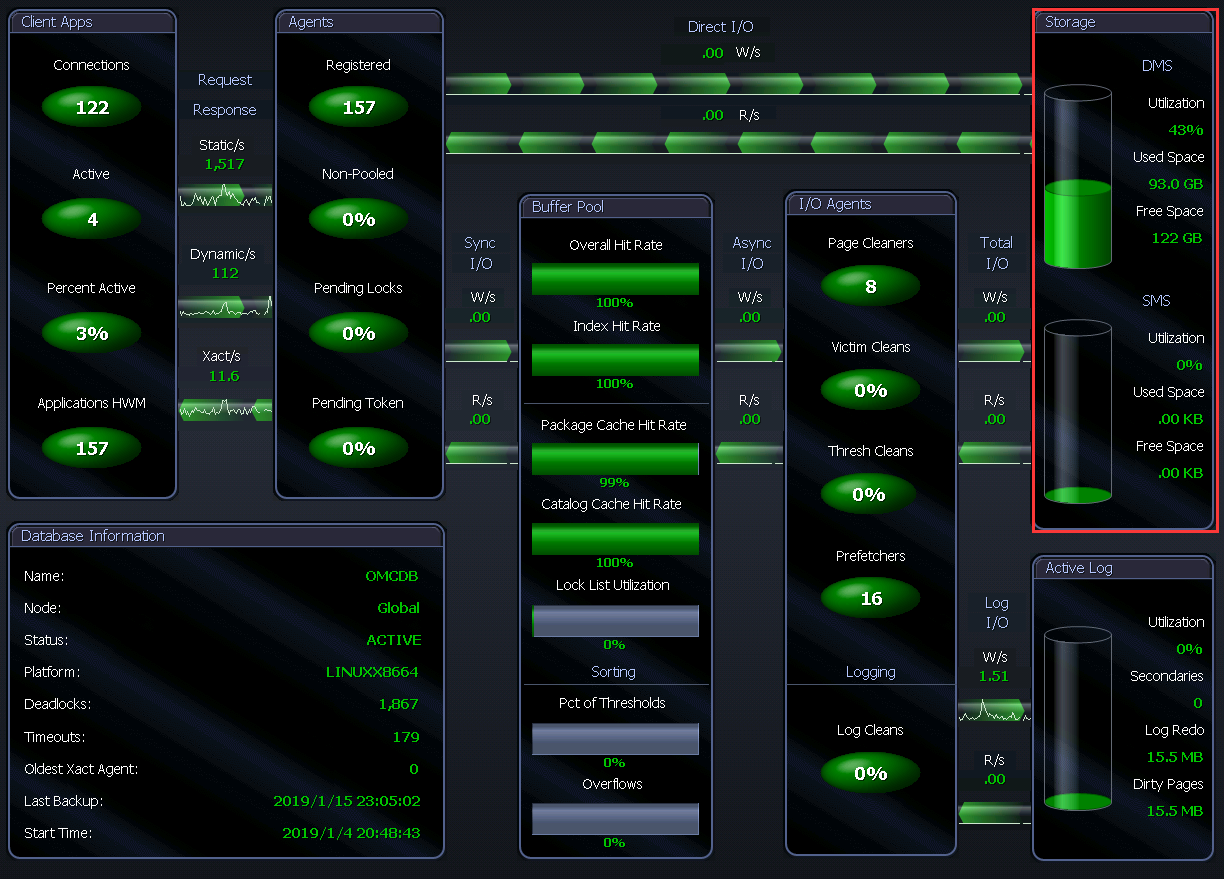 Client Apps
Connections
122
Active
4
Percent Active
3%
Applications HWM
157
Request
Response
Static/s
1,517
Dynamic/s
112
Xact/s
11.6
Agents
Registered
157
Non-Pooled
0%
Pending Locks
0%
Pending Token
0%
Direct I/O
.00 W/s
.00 R/s
Sync
I/O
W/s
.00
R/s
.00
Buffer Pool
Overall Hit Rate
100%
Index Hit Rate
100%
Package Cache Hit Rate
99%
Catalog Cache Hit Rate
100%
Lock List Utilization
0%
Sorting
Pct of Thresholds
0%
Overflows
0%
Async
I/O
W/s
.00
R/s
.00
I/O Agents
Page Cleaners
8
Victim Cleans
0%
Thresh Cleans
0%
Prefetchers
16
Logging
Log Cleans
0%
Total
I/O
W/s
.00
R/s
.00
Log
I/O
W/s
1.51
R/s
.00
Storage
DMS
Utilization
43%
Used Space
93.0 GB
Free Space
122 GB
SMS
Utilization
0%
Used Space
.00 KB
Free Space
.00 KB
Active Log
Utilization
0%
Secondaries
0
Log Redo
15.5 MB
Dirty Pages
15.5 MB
Database Information
Name: OMCDB
Node: Global
Status: ACTIVE
Platform: LINUXX8664
Deadlocks: 1,867
Timeouts: 179
Oldest Xact Agent: 0
Last Backup: 2019/1/15 23:05:02
Start Time: 2019/1/4 20:48:43